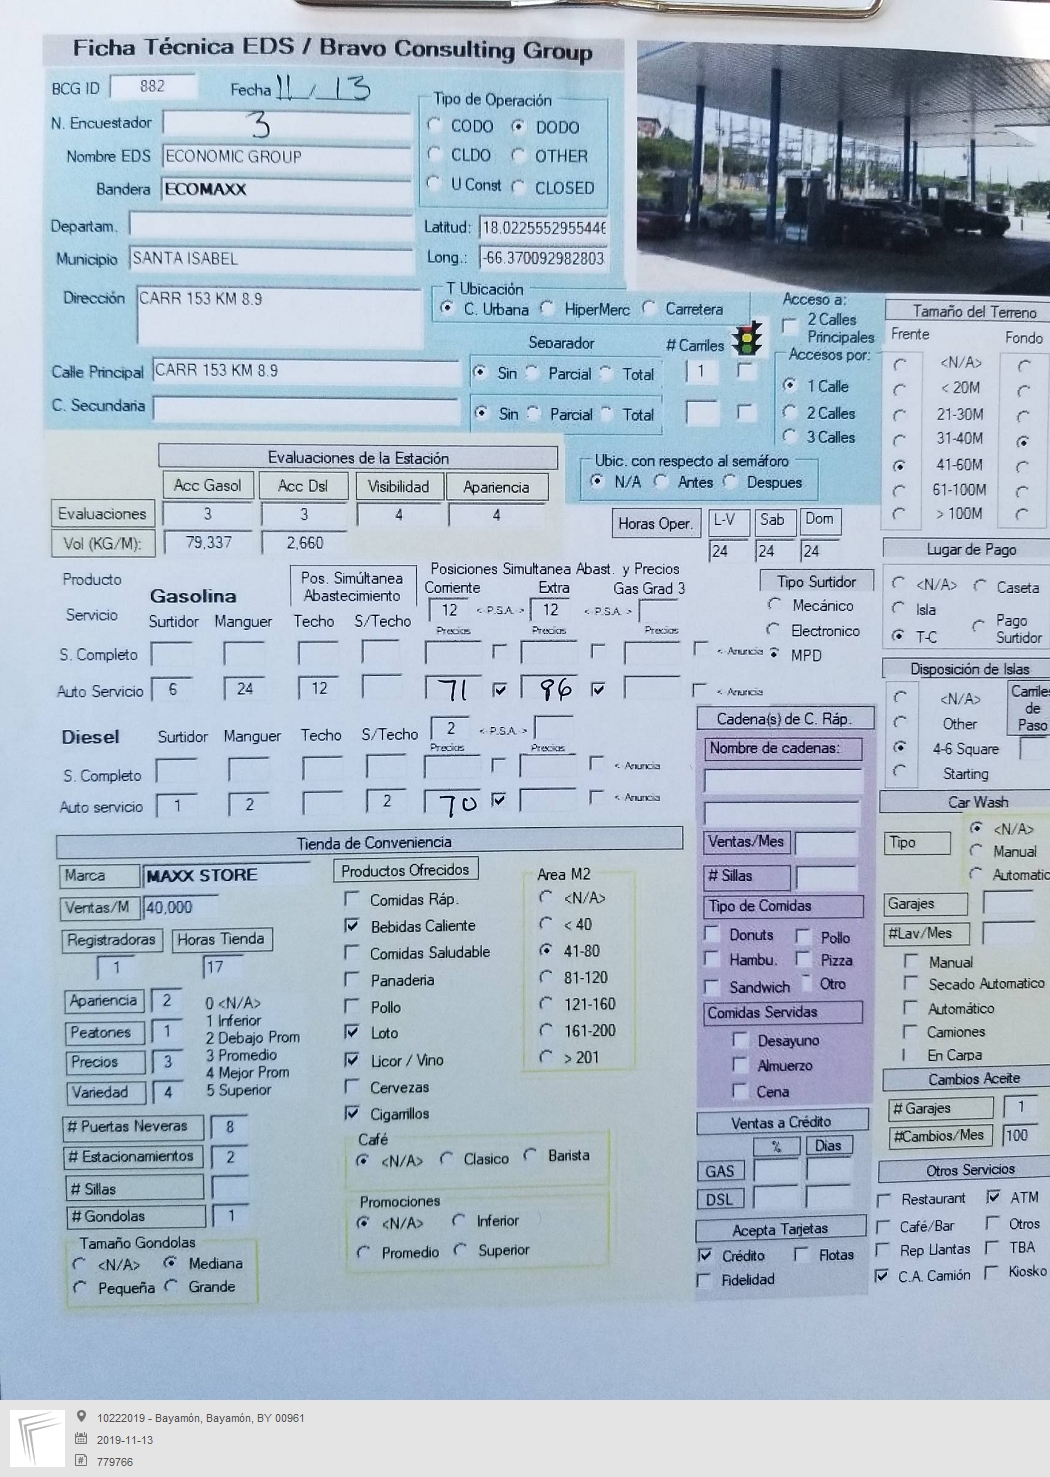 Ficha Técnica EDS / Bravo Consulting Group
BCG ID 882 Fecha 11 / 13
N. Encuestador 3
Nombre EDS ECONOMIC GROUP
Bandera ECOMAXX
Tipo de Operación
CODO DODO
CLDO OTHER
U Const CLOSED
Departam.
Latitud: 18.0225552955446
Municipio SANTA ISABEL
Long.: -66.370092982803
Dirección CARR 153 KM 8.9
T Ubicación
C. Urbana HiperMerc Carretera
Separador # Carriles
Calle Principal CARR 153 KM 8.9
Sin Parcial Total 1
C. Secundaria
Sin Parcial Total
Acceso a:
2 Calles
Principales
Accesos por:
1 Calle
2 Calles
3 Calles
Tamaño del Terreno
Frente Fondo
<N/A>
< 20M
21-30M
31-40M
41-60M
61-100M
> 100M
Evaluaciones de la Estación
Acc Gasol Acc Dsl Visibilidad Apariencia
Evaluaciones 3 3 4 4
Vol (KG/M): 79,337 2,660
Ubic. con respecto al semáforo
N/A Antes Despues
Horas Oper. L-V Sab Dom
24 24 24
Lugar de Pago
<N/A> Caseta
Isla
T-C Pago
Surtidor
Producto
Servicio
Gasolina
Surtidor Manguer
Pos. Simúltánea
Abastecimiento
Techo S/Techo
Posiciones Simultanea Abast. y Precios
Corriente Extra Gas Grad 3
12 <-P.S.A.-> 12 <-P.S.A.->
Precios Precios Precios
S. Completo <-Anuncia
Auto Servicio 6 24 12 71 96 <-Anuncia
Tipo Surtidor
Mecánico
Electronico
MPD
Disposición de Islas
<N/A>
Other
4-6 Square
Starting
Carriles
de
Paso
Diesel Surtidor Manguer Techo S/Techo 2 <-P.S.A.->
Precios Precios
S. Completo <-Anuncia
Auto servicio 1 2 2 70 <-Anuncia
Cadena(s) de C. Ráp.
Nombre de cadenas:
Ventas/Mes
# Sillas
Tipo de Comidas
Donuts Pollo
Hambu. Pizza
Sandwich Otro
Comidas Servidas
Desayuno
Almuerzo
Cena
Car Wash
Tipo
<N/A>
Manual
Automatic
Garajes
#Lav/Mes
Manual
Secado Automatico
Automático
Camiones
En Carpa
Tienda de Conveniencia
Marca MAXX STORE
Ventas/M 40,000
Registradoras Horas Tienda
1 17
Apariencia 2
Peatones 1
Precios 3
Variedad 4
0 <N/A>
1 Inferior
2 Debajo Prom
3 Promedio
4 Mejor Prom
5 Superior
# Puertas Neveras 8
# Estacionamientos 2
# Sillas
# Gondolas 1
Tamaño Gondolas
<N/A> Mediana
Pequeña Grande
Productos Ofrecidos
Comidas Ráp.
Bebidas Caliente
Comidas Saludable
Panaderia
Pollo
Loto
Licor / Vino
Cervezas
Cigarrillos
Area M2
<N/A>
< 40
41-80
81-120
121-160
161-200
> 201
Café
<N/A> Clasico Barista
Promociones
<N/A> Inferior
Promedio Superior
Ventas a Crédito
% Dias
GAS
DSL
Acepta Tarjetas
Crédito Flotas
Fidelidad
Cambios Aceite
# Garajes 1
#Cambios/Mes 100
Otros Servicios
Restaurant ATM
Café/Bar Otros
Rep Llantas TBA
C.A. Camión Kiosko
10222019 - Bayamón, Bayamón, BY 00961
2019-11-13
779766